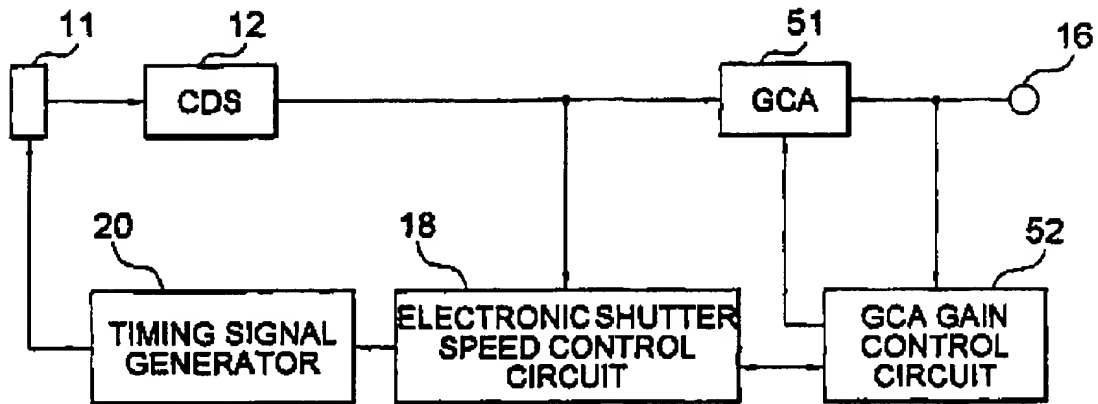 11
12
51
16
CDS
GCA
20
18
52
TIMING SIGNAL
GENERATOR
ELECTRONIC SHUTTER
SPEED CONTROL
CIRCUIT
GCA GAIN
CONTROL
CIRCUIT